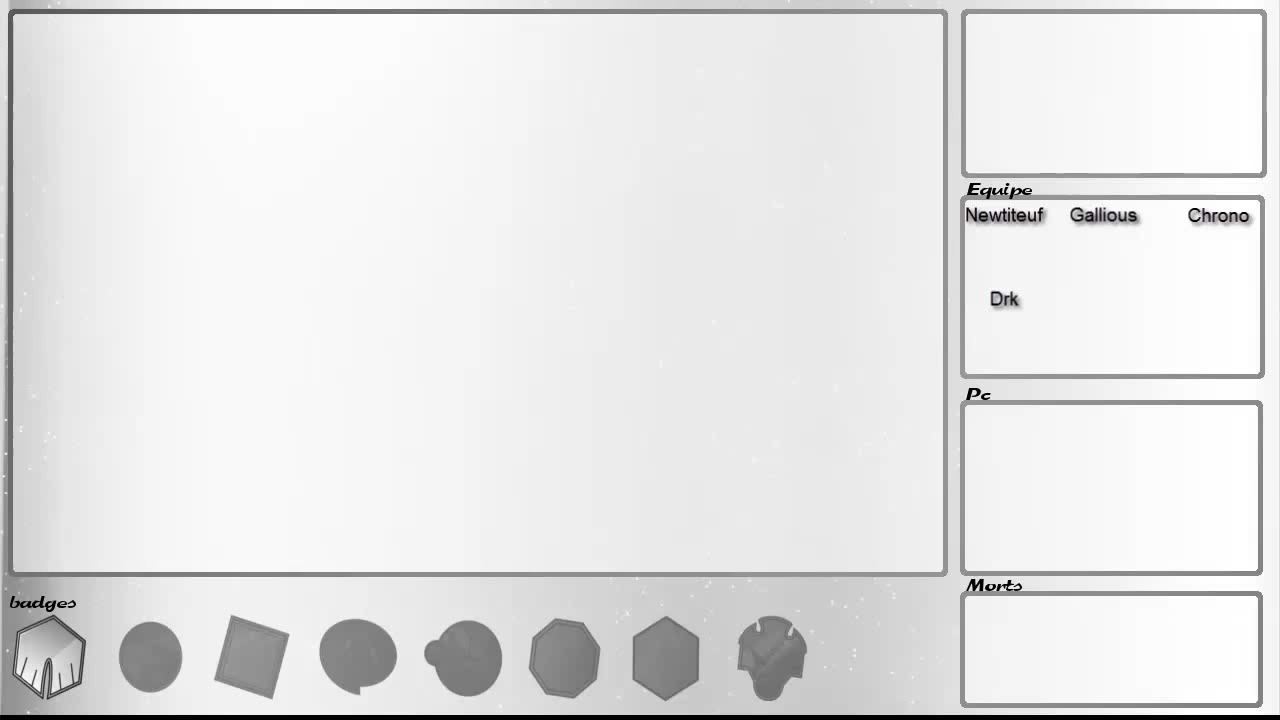 Equipe
Newtiteuf Gallious Chrono
Drk
Pc
Morts
badges